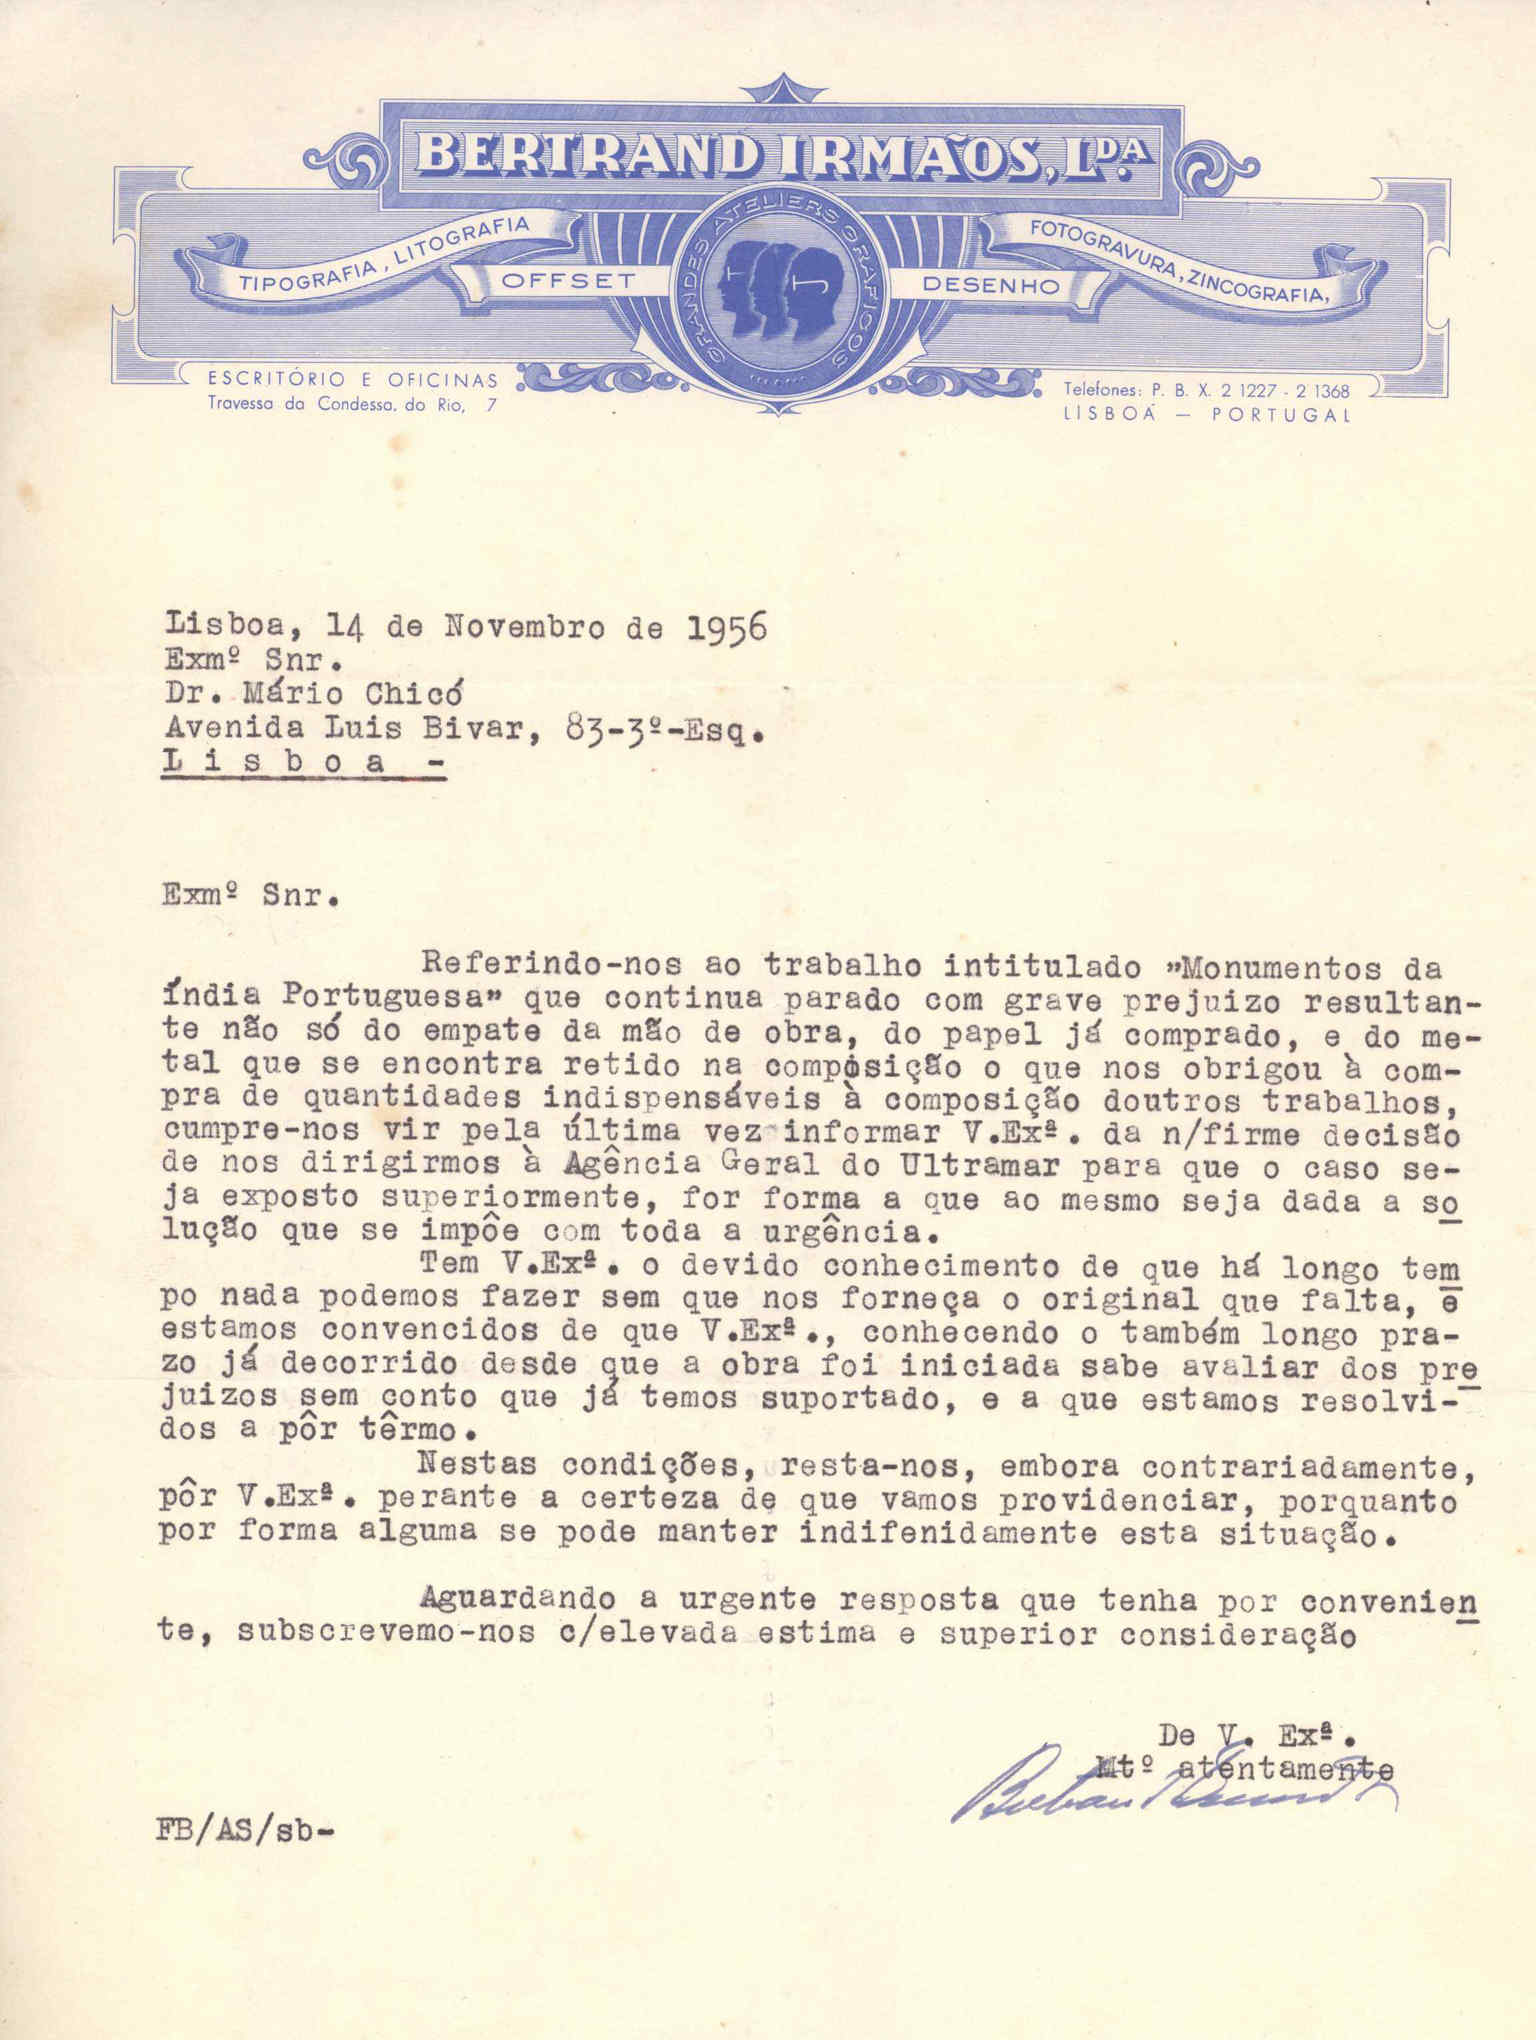 BERTRAND IRMÃOS, LDA.
GRANDES ATELIERS GRAFICOS
T J
TIPOGRAFIA, LITOGRAFIA
OFFSET
DESENHO
FOTOGRAVURA, ZINCOGRAFIA,
ESCRITÓRIO E OFICINAS
Travessa da Condessa, do Rio, 7
Telefones: P. B. X. 2 1227 - 2 1368
LISBOA — PORTUGAL
Lisboa, 14 de Novembro de 1956
Exmº Snr.
Dr. Mário Chicó
Avenida Luis Bivar, 83-3º-Esq.
L i s b o a -
Exmº Snr.
Referindo-nos ao trabalho intitulado "Monumentos da
Índia Portuguesa" que continua parado com grave prejuizo resultan-
te não só do empate da mão de obra, do papel já comprado, e do me-
tal que se encontra retido na composição o que nos obrigou à com-
pra de quantidades indispensáveis à composição doutros trabalhos,
cumpre-nos vir pela última vez informar V.Exª. da n/firme decisão
de nos dirigirmos à Agência Geral do Ultramar para que o caso se-
ja exposto superiormente, for forma a que ao mesmo seja dada a so
lução que se impõe com toda a urgência.
Tem V.Exª. o devido conhecimento de que há longo tem
po nada podemos fazer sem que nos forneça o original que falta, e
estamos convencidos de que V.Exª., conhecendo o também longo pra-
zo já decorrido desde que a obra foi iniciada sabe avaliar dos pre
juizos sem conto que já temos suportado, e a que estamos resolvi-
dos a pôr têrmo.
Nestas condições, resta-nos, embora contrariadamente,
pôr V.Exª. perante a certeza de que vamos providenciar, porquanto
por forma alguma se pode manter indifenidamente esta situação.
Aguardando a urgente resposta que tenha por convenien
te, subscrevemo-nos c/elevada estima e superior consideração
De V. Exª.
Mtº atentamente
FB/AS/sb-